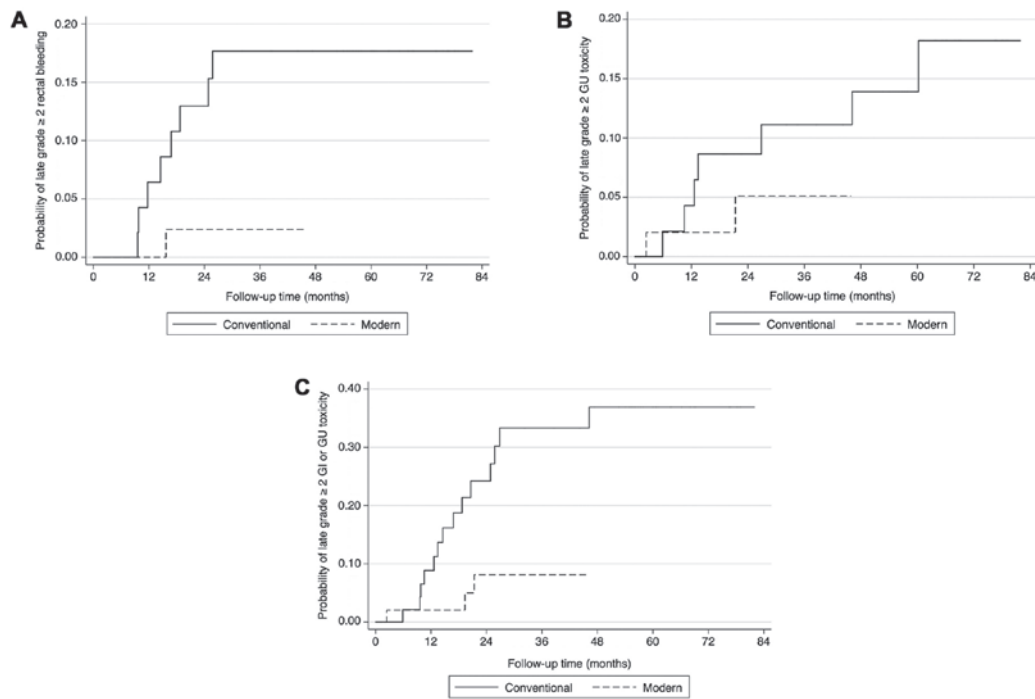 A
Probability of late grade ≥ 2 rectal bleeding
0.20
0.15
0.10
0.05
0.00
0 12 24 36 48 60 72 84
Follow-up time (months)
Conventional Modern
B
Probability of late grade ≥ 2 GU toxicity
0.20
0.15
0.10
0.05
0.00
0 12 24 36 48 60 72 84
Follow-up time (months)
Conventional Modern
C
Probability of late grade ≥ 2 GI or GU toxicity
0.40
0.30
0.20
0.10
0.00
0 12 24 36 48 60 72 84
Follow-up time (months)
Conventional Modern